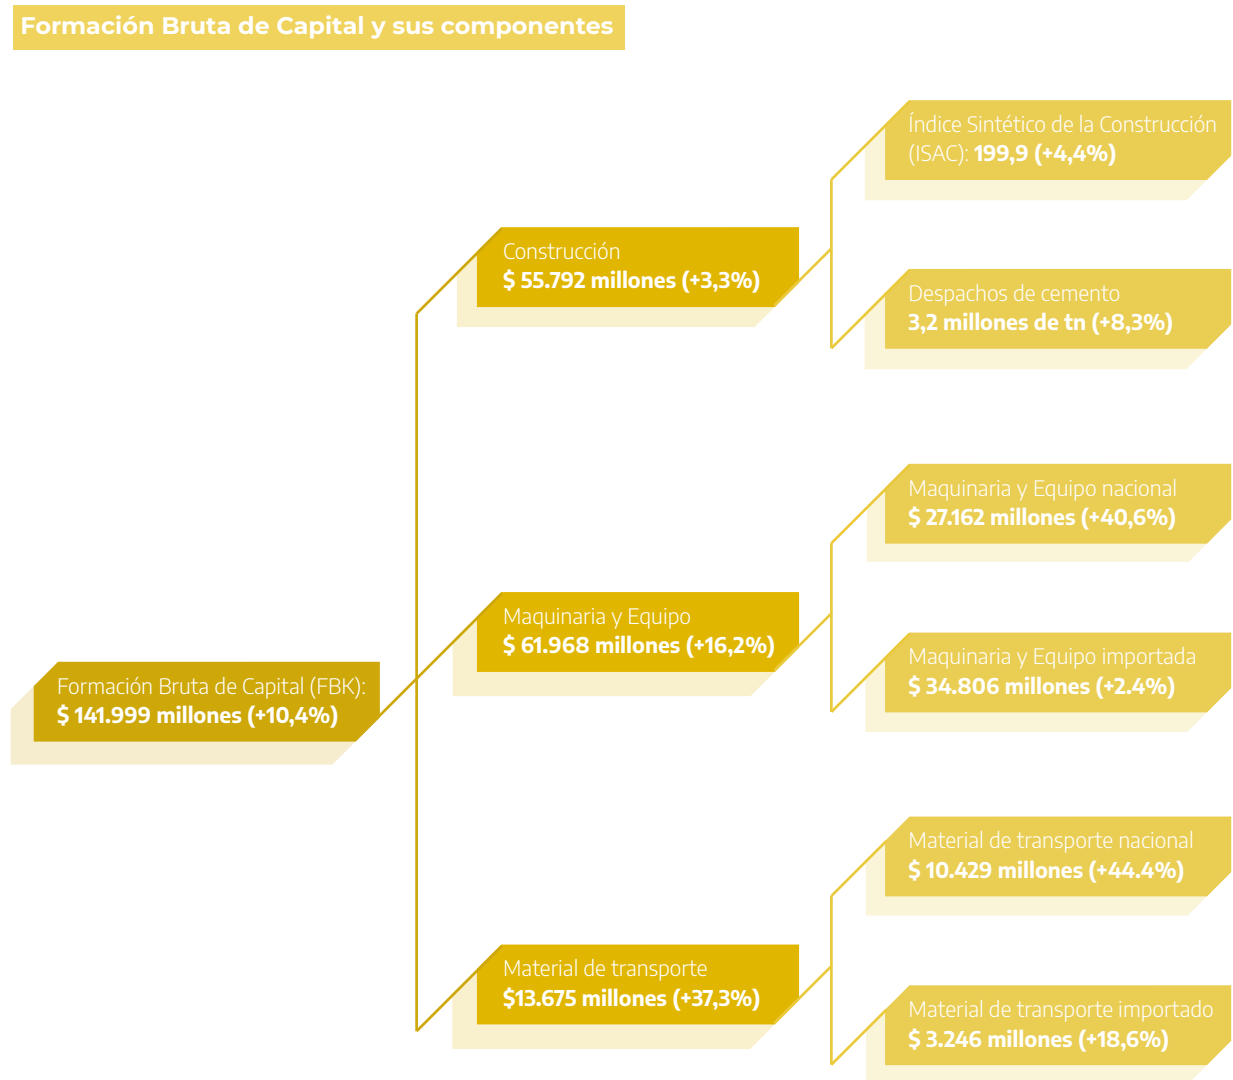 Formación Bruta de Capital y sus componentes
Índice Sintético de la Construcción
(ISAC): 199,9 (+4,4%)
Construcción
$ 55.792 millones (+3,3%)
Despachos de cemento
3,2 millones de tn (+8,3%)
Maquinaria y Equipo nacional
$ 27.162 millones (+40,6%)
Maquinaria y Equipo
$ 61.968 millones (+16,2%)
Maquinaria y Equipo importada
$ 34.806 millones (+2.4%)
Formación Bruta de Capital (FBK):
$ 141.999 millones (+10,4%)
Material de transporte nacional
$ 10.429 millones (+44.4%)
Material de transporte
$13.675 millones (+37,3%)
Material de transporte importado
$ 3.246 millones (+18,6%)